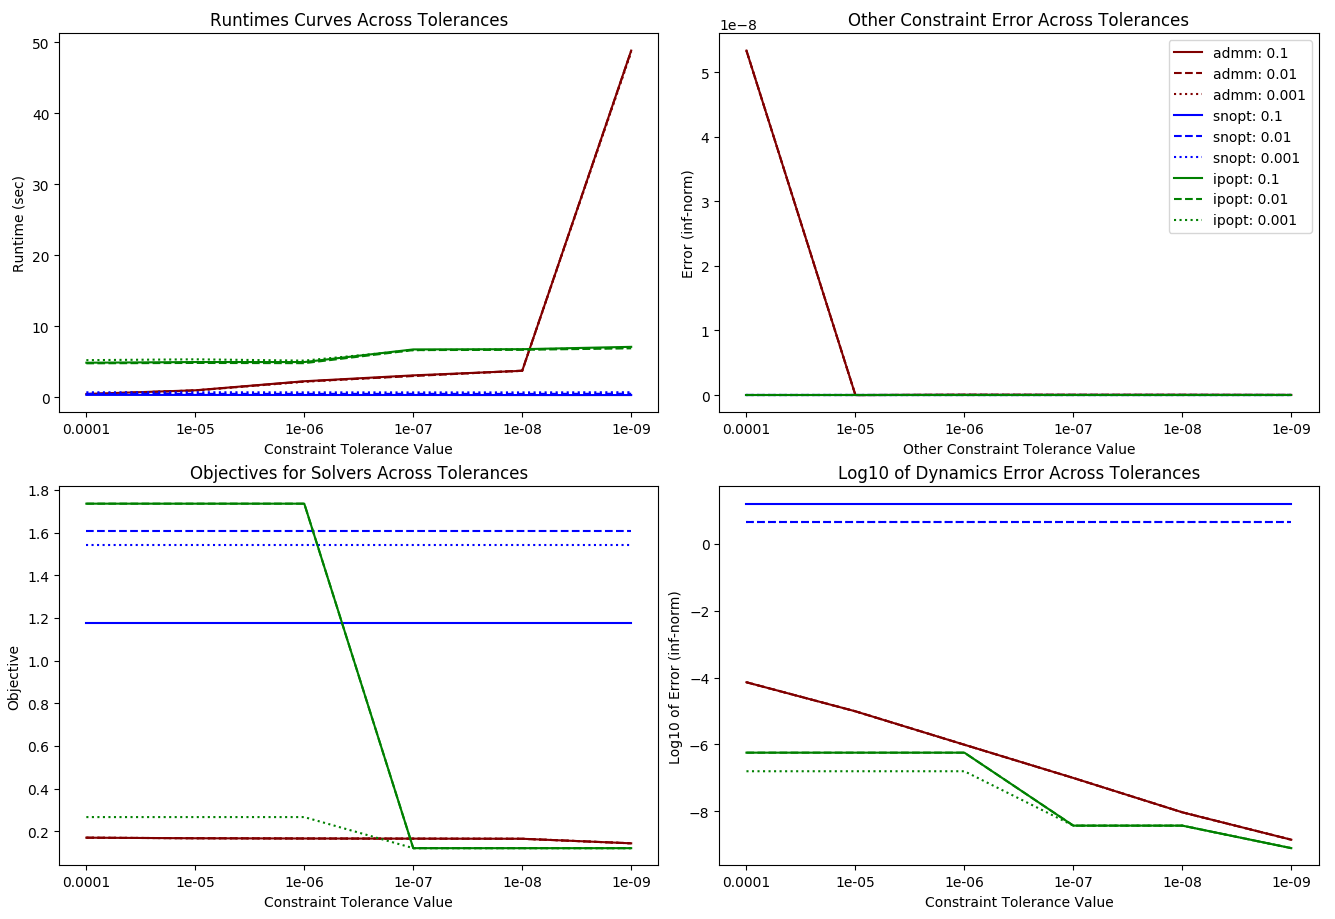 Runtimes Curves Across Tolerances
50
40
30
20
10
0
Runtime (sec)
0.0001 1e-05 1e-06 1e-07 1e-08 1e-09
Constraint Tolerance Value
Other Constraint Error Across Tolerances
1e−8
5
4
3
2
1
0
Error (inf-norm)
admm: 0.1
admm: 0.01
admm: 0.001
snopt: 0.1
snopt: 0.01
snopt: 0.001
ipopt: 0.1
ipopt: 0.01
ipopt: 0.001
0.0001 1e-05 1e-06 1e-07 1e-08 1e-09
Other Constraint Tolerance Value
Objectives for Solvers Across Tolerances
1.8
1.6
1.4
1.2
1.0
0.8
0.6
0.4
0.2
Objective
0.0001 1e-05 1e-06 1e-07 1e-08 1e-09
Constraint Tolerance Value
Log10 of Dynamics Error Across Tolerances
0
−2
−4
−6
−8
Log10 of Error (inf-norm)
0.0001 1e-05 1e-06 1e-07 1e-08 1e-09
Constraint Tolerance Value